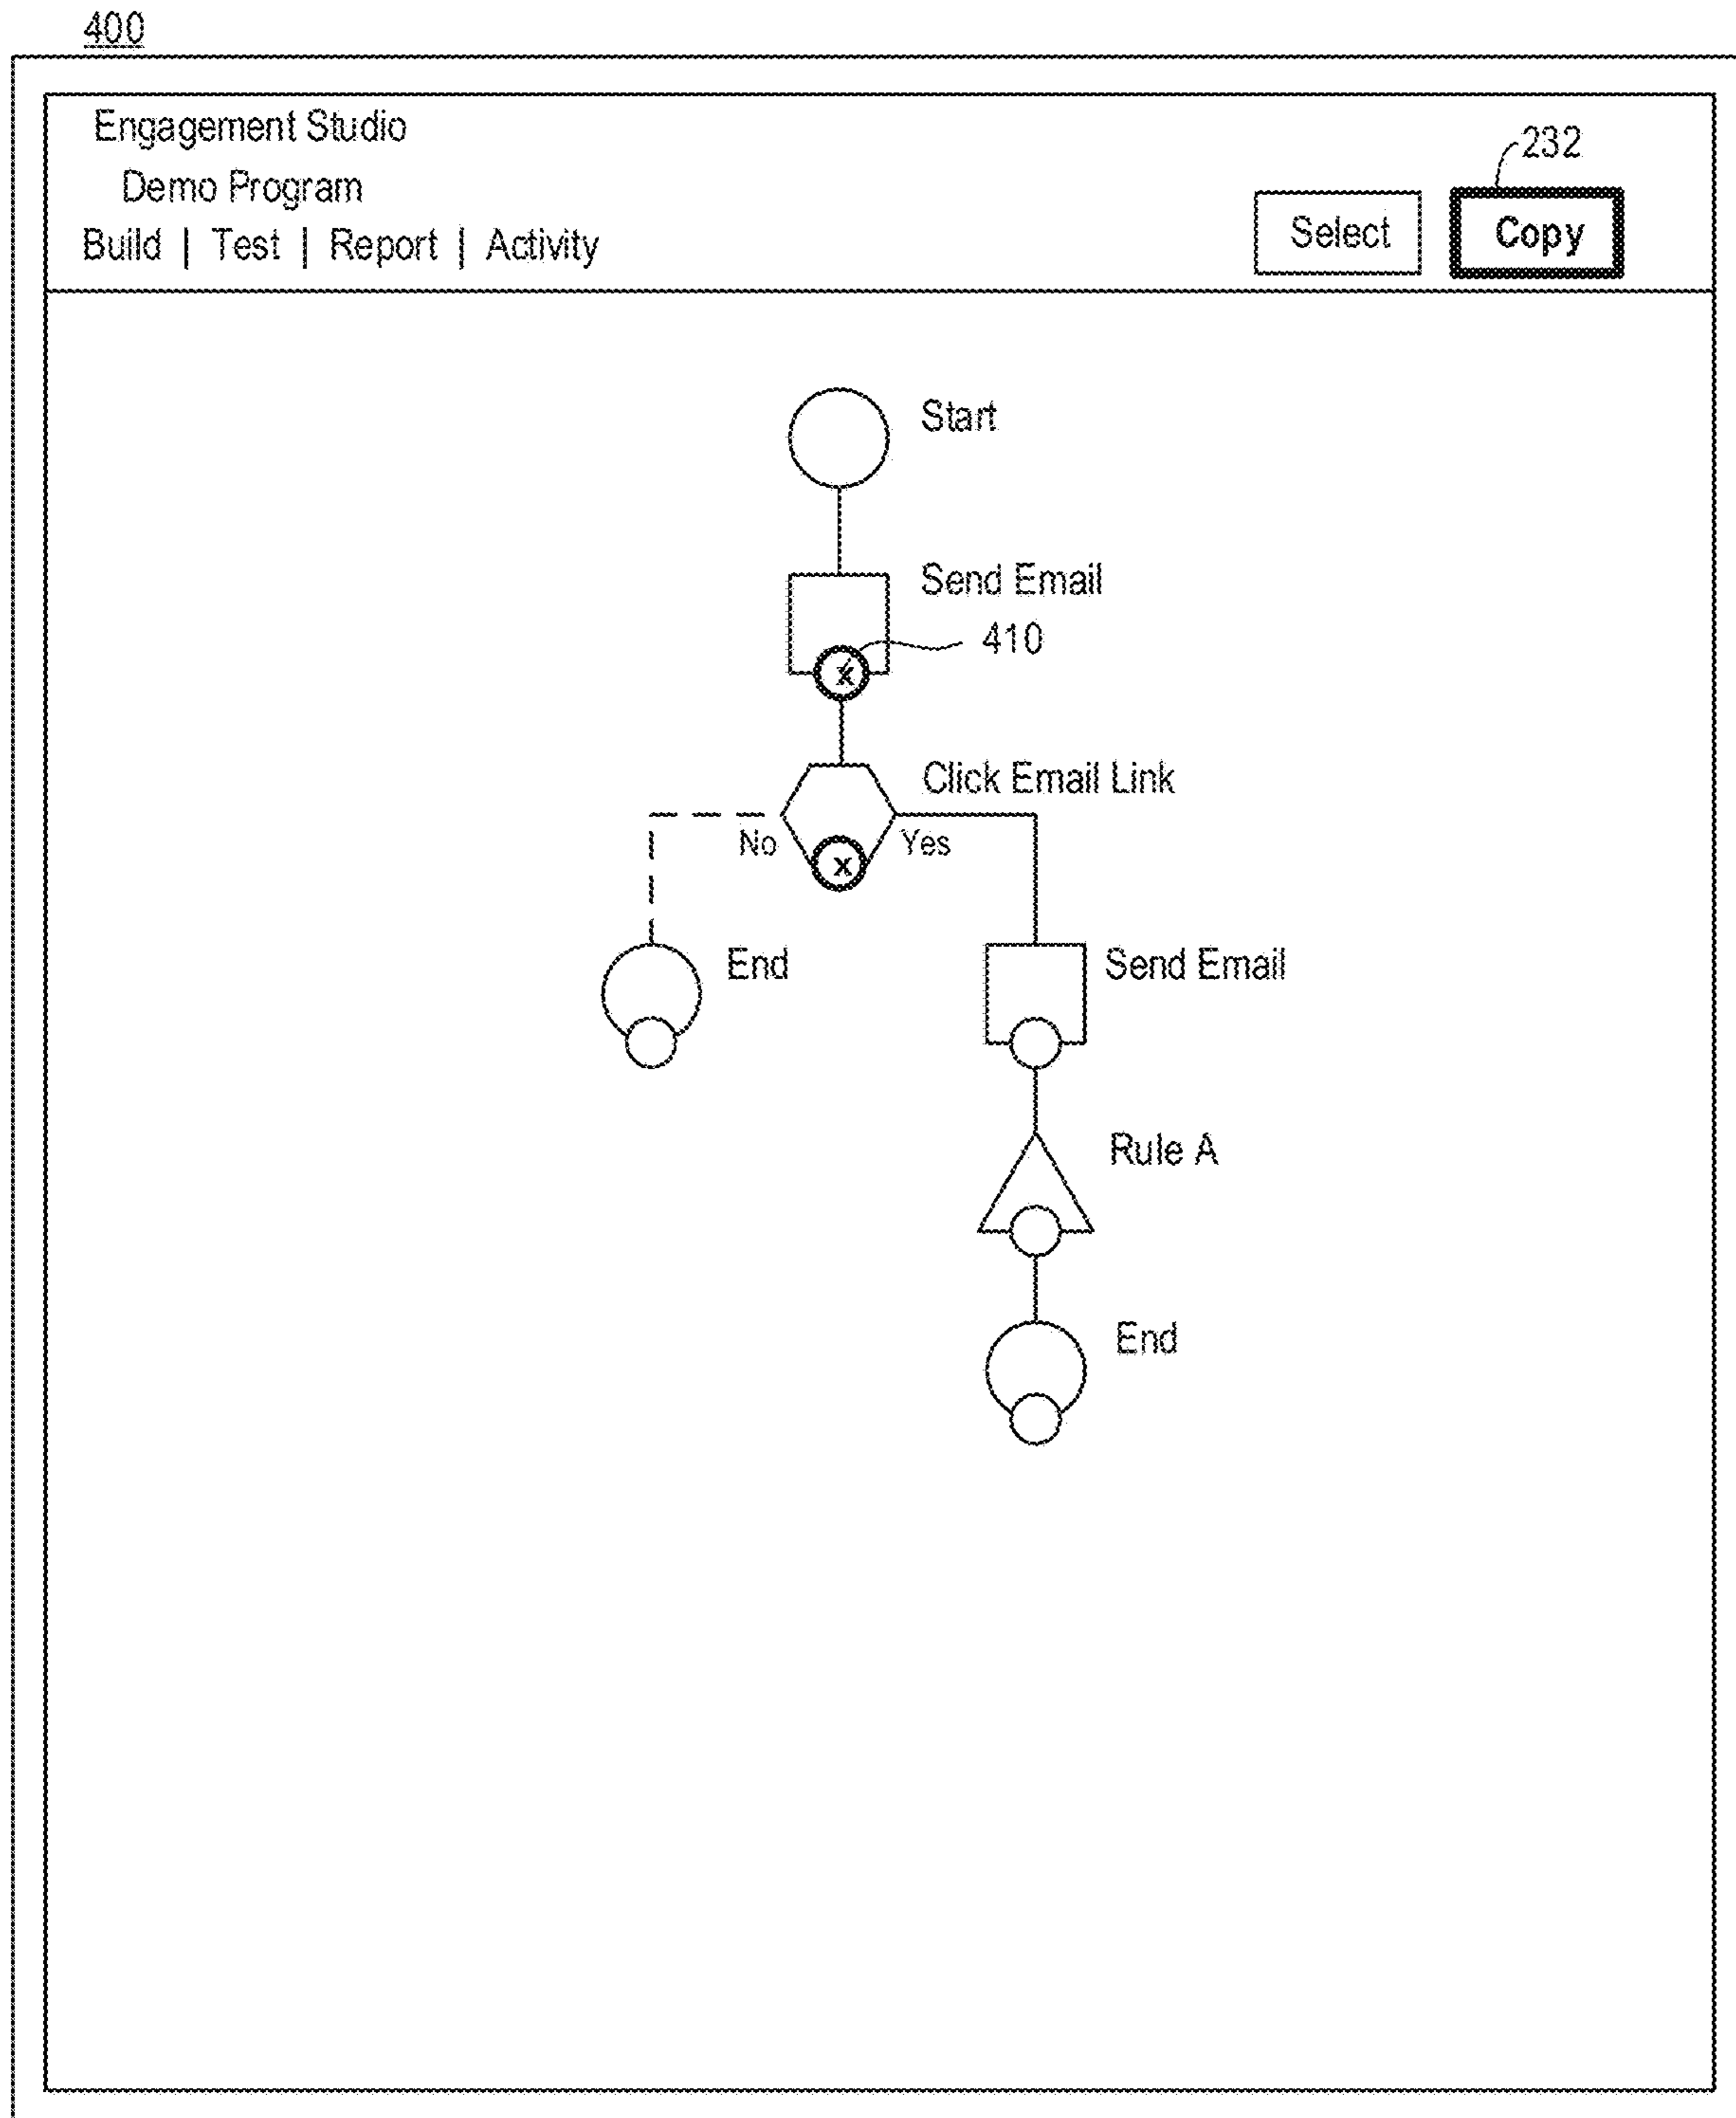 400
Engagement Studio
Demo Program
Build | Test | Report | Activity
232
Select
Copy
Start
Send Email
410
x
Click Email Link
No
Yes
x
End
Send Email
Rule A
End